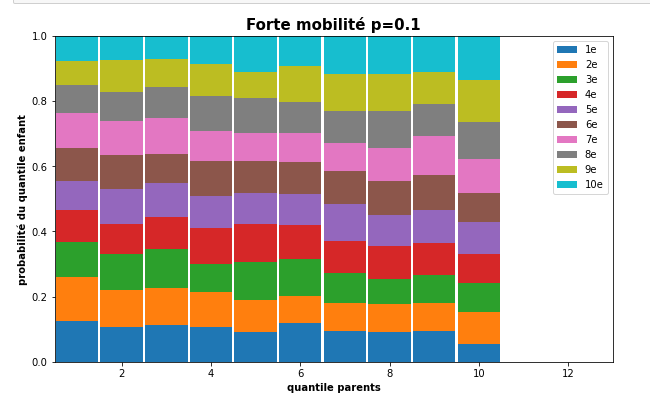 Forte mobilité p=0.1
probabilité du quantile enfant
1.0
0.8
0.6
0.4
0.2
0.0
1e
2e
3e
4e
5e
6e
7e
8e
9e
10e
2 4 6 8 10 12
quantile parents